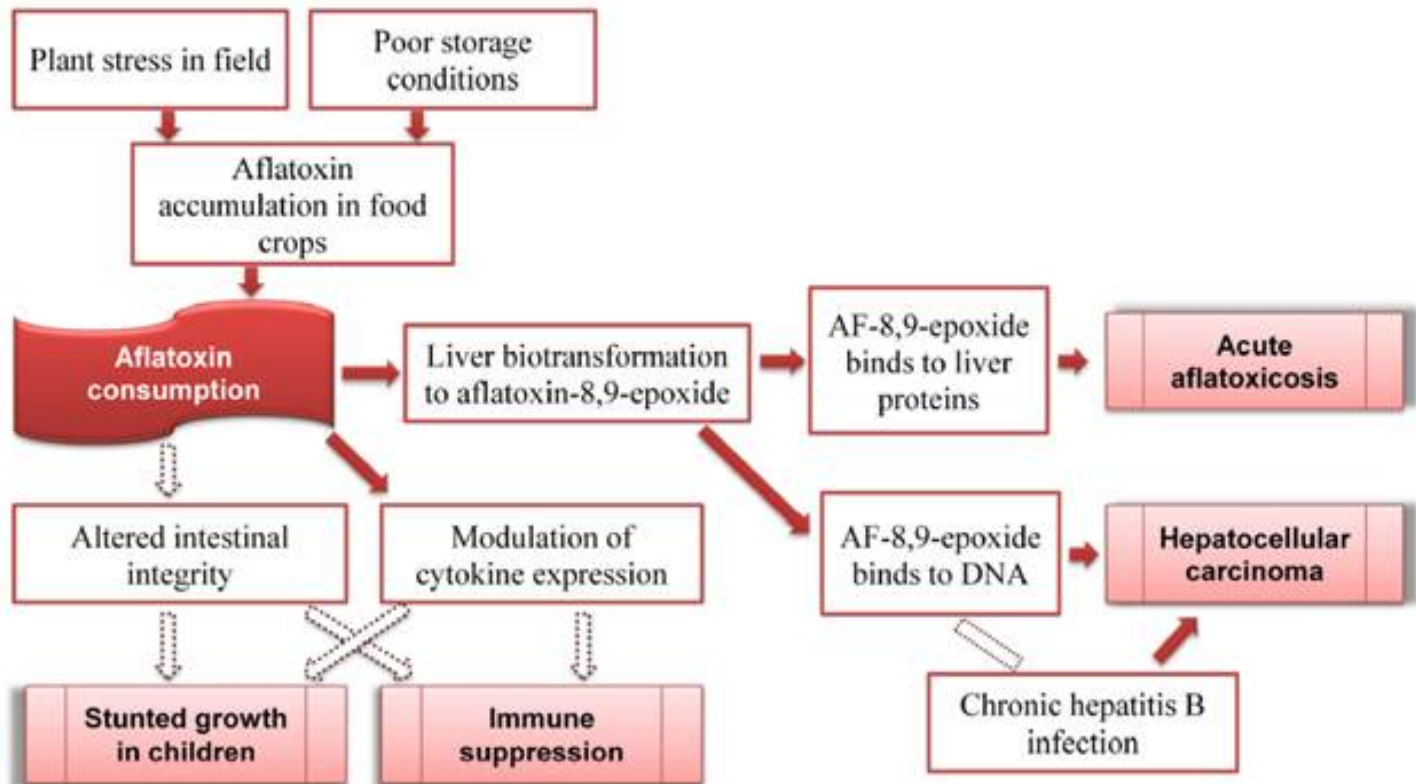 Plant stress in field
Poor storage
conditions
Aflatoxin
accumulation in food
crops
Aflatoxin
consumption
Liver biotransformation
to aflatoxin-8,9-epoxide
AF-8,9-epoxide
binds to liver
proteins
Acute
aflatoxicosis
Altered intestinal
integrity
Modulation of
cytokine expression
AF-8,9-epoxide
binds to DNA
Hepatocellular
carcinoma
Stunted growth
in children
Immune
suppression
Chronic hepatitis B
infection